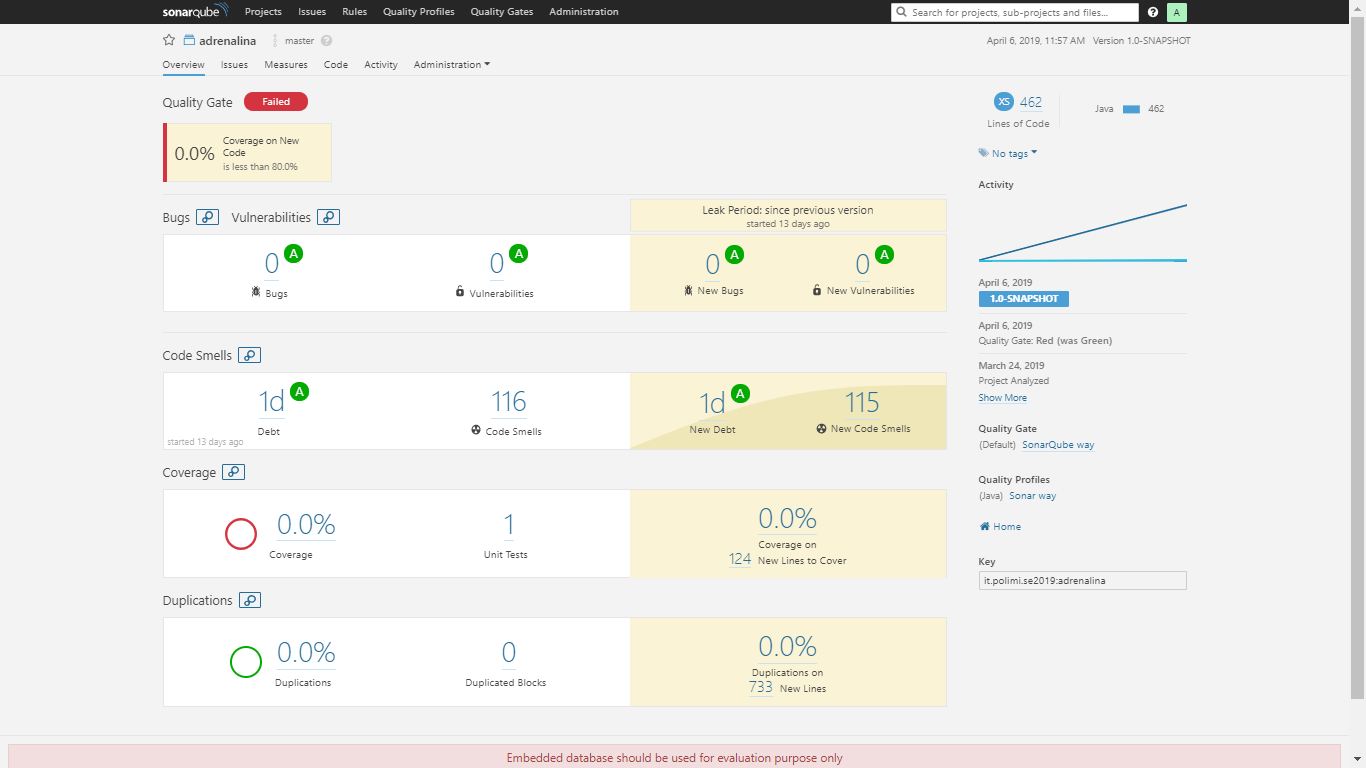 sonarqube Projects Issues Rules Quality Profiles Quality Gates Administration Search for projects, sub-projects and files... ? A
adrenalina master ? April 6, 2019, 11:57 AM Version 1.0-SNAPSHOT
Overview Issues Measures Code Activity Administration
Quality Gate Failed
0.0% Coverage on New Code
is less than 80.0%
XS 462
Lines of Code
Java 462
No tags
Bugs Vulnerabilities
Leak Period: since previous version
started 13 days ago
0 A
Bugs
0 A
Vulnerabilities
0 A
New Bugs
0 A
New Vulnerabilities
Code Smells
1d A
Debt
started 13 days ago
116
Code Smells
1d A
New Debt
115
New Code Smells
Coverage
0.0%
Coverage
1
Unit Tests
0.0%
Coverage on
124 New Lines to Cover
Duplications
0.0%
Duplications
0
Duplicated Blocks
0.0%
Duplications on
733 New Lines
Activity
April 6, 2019
1.0-SNAPSHOT
April 6, 2019
Quality Gate: Red (was Green)
March 24, 2019
Project Analyzed
Show More
Quality Gate
(Default) SonarQube way
Quality Profiles
(Java) Sonar way
Home
Key
it.polimi.se2019:adrenalina
Embedded database should be used for evaluation purpose only